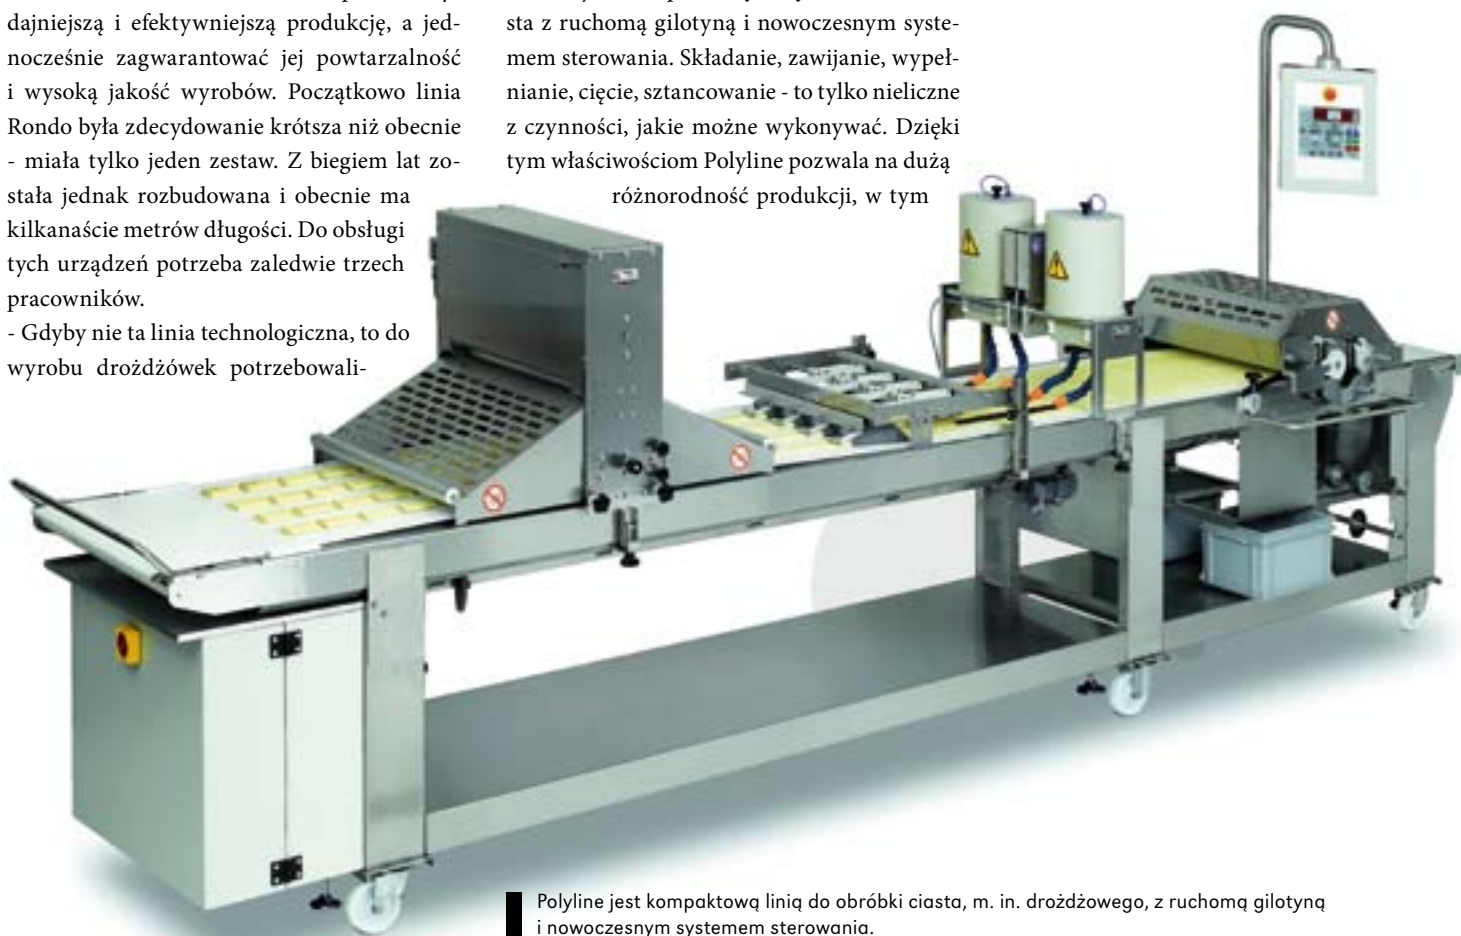 dajniejszą i efektywniejszą produkcję, a jed-
nocześnie zagwarantować jej powtarzalność
i wysoką jakość wyrobów. Początkowo linia
Rondo była zdecydowanie krótsza niż obecnie
- miała tylko jeden zestaw. Z biegiem lat zo-
stała jednak rozbudowana i obecnie ma
kilkanaście metrów długości. Do obsługi
tych urządzeń potrzeba zaledwie trzech
pracowników.
- Gdyby nie ta linia technologiczna, to do
wyrobu drożdżówek potrzebowali-
sta z ruchomą gilotyną i nowoczesnym syste-
mem sterowania. Składanie, zawijanie, wypeł-
nianie, cięcie, sztancowanie - to tylko nieliczne
z czynności, jakie możne wykonywać. Dzięki
tym właściwościom Polyline pozwala na dużą
różnorodność produkcji, w tym
Polyline jest kompaktową linią do obróbki ciasta, m. in. drożdżowego, z ruchomą gilotyną
i nowoczesnym systemem sterowania.